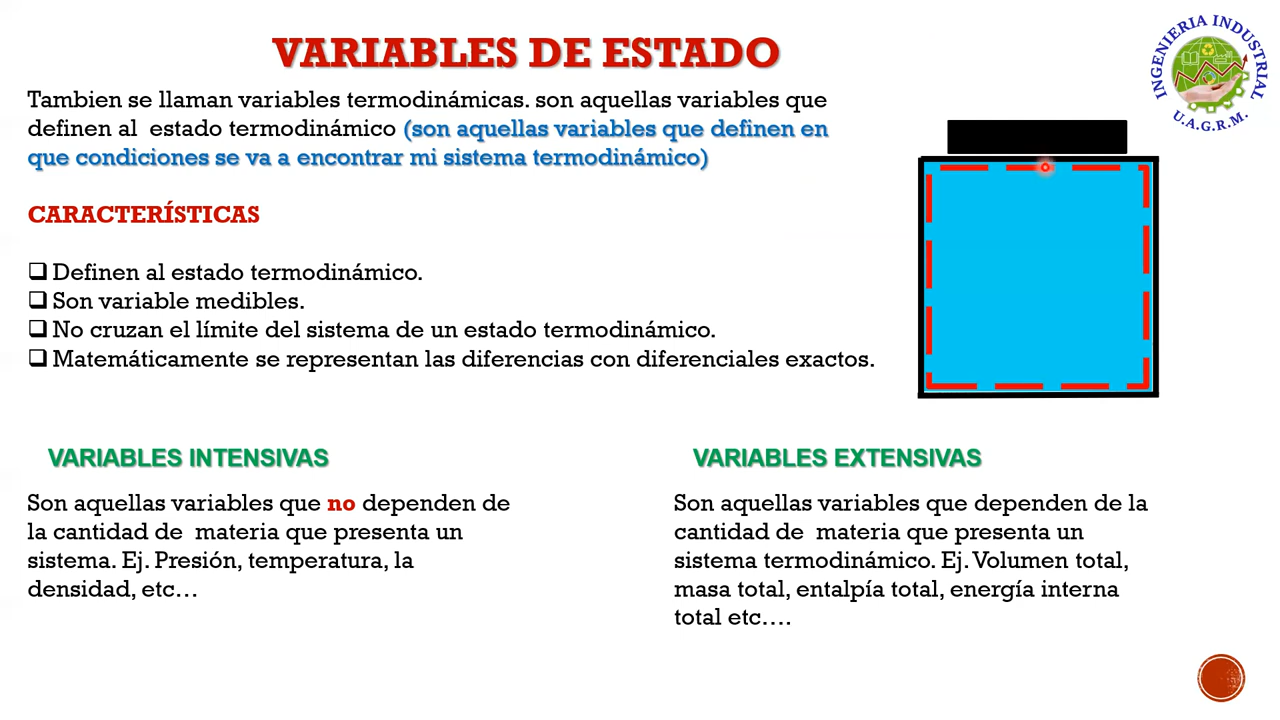 VARIABLES DE ESTADO
INGENIERIA INDUSTRIAL
U.A.G.R.M.
Tambien se llaman variables termodinámicas. son aquellas variables que
definen al estado termodinámico (son aquellas variables que definen en
que condiciones se va a encontrar mi sistema termodinámico)
CARACTERÍSTICAS
❑ Definen al estado termodinámico.
❑ Son variable medibles.
❑ No cruzan el límite del sistema de un estado termodinámico.
❑ Matemáticamente se representan las diferencias con diferenciales exactos.
VARIABLES INTENSIVAS
Son aquellas variables que no dependen de
la cantidad de materia que presenta un
sistema. Ej. Presión, temperatura, la
densidad, etc…
VARIABLES EXTENSIVAS
Son aquellas variables que dependen de la
cantidad de materia que presenta un
sistema termodinámico. Ej. Volumen total,
masa total, entalpía total, energía interna
total etc….